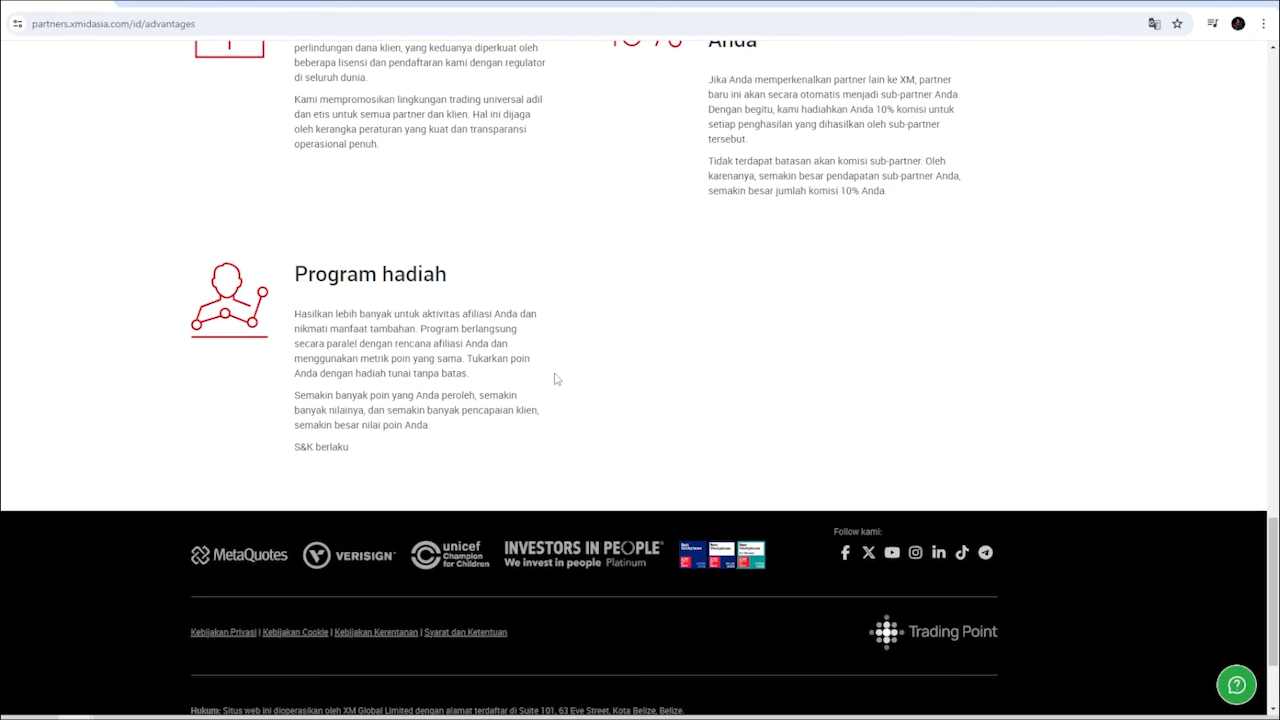 partners.xmidasia.com/id/advantages
perlindungan dana klien, yang keduanya diperkuat oleh
beberapa lisensi dan pendaftaran kami dengan regulator
di seluruh dunia.
Kami mempromosikan lingkungan trading universal adil
dan etis untuk semua partner dan klien. Hal ini dijaga
oleh kerangka peraturan yang kuat dan transparansi
operasional penuh.
Anda
Jika Anda memperkenalkan partner lain ke XM, partner
baru ini akan secara otomatis menjadi sub-partner Anda.
Dengan begitu, kami hadiahkan Anda 10% komisi untuk
setiap penghasilan yang dihasilkan oleh sub-partner
tersebut.
Tidak terdapat batasan akan komisi sub-partner. Oleh
karenanya, semakin besar pendapatan sub-partner Anda,
semakin besar jumlah komisi 10% Anda.
Program hadiah
Hasilkan lebih banyak untuk aktivitas afiliasi Anda dan
nikmati manfaat tambahan. Program berlangsung
secara paralel dengan rencana afiliasi Anda dan
menggunakan metrik poin yang sama. Tukarkan poin
Anda dengan hadiah tunai tanpa batas.
Semakin banyak poin yang Anda peroleh, semakin
banyak nilainya, dan semakin banyak pencapaian klien,
semakin besar nilai poin Anda.
S&K berlaku
MetaQuotes
VERISIGN
unicef
Champion
for Children
INVESTORS IN PEOPLE
We invest in people Platinum
Follow kami:
Kebijakan Privasi | Kebijakan Cookie | Kebijakan Kerentanan | Syarat dan Ketentuan
Trading Point
Hukum: Situs web ini dioperasikan oleh XM Global Limited dengan alamat terdaftar di Suite 101, 63 Eve Street, Kota Belize, Belize.